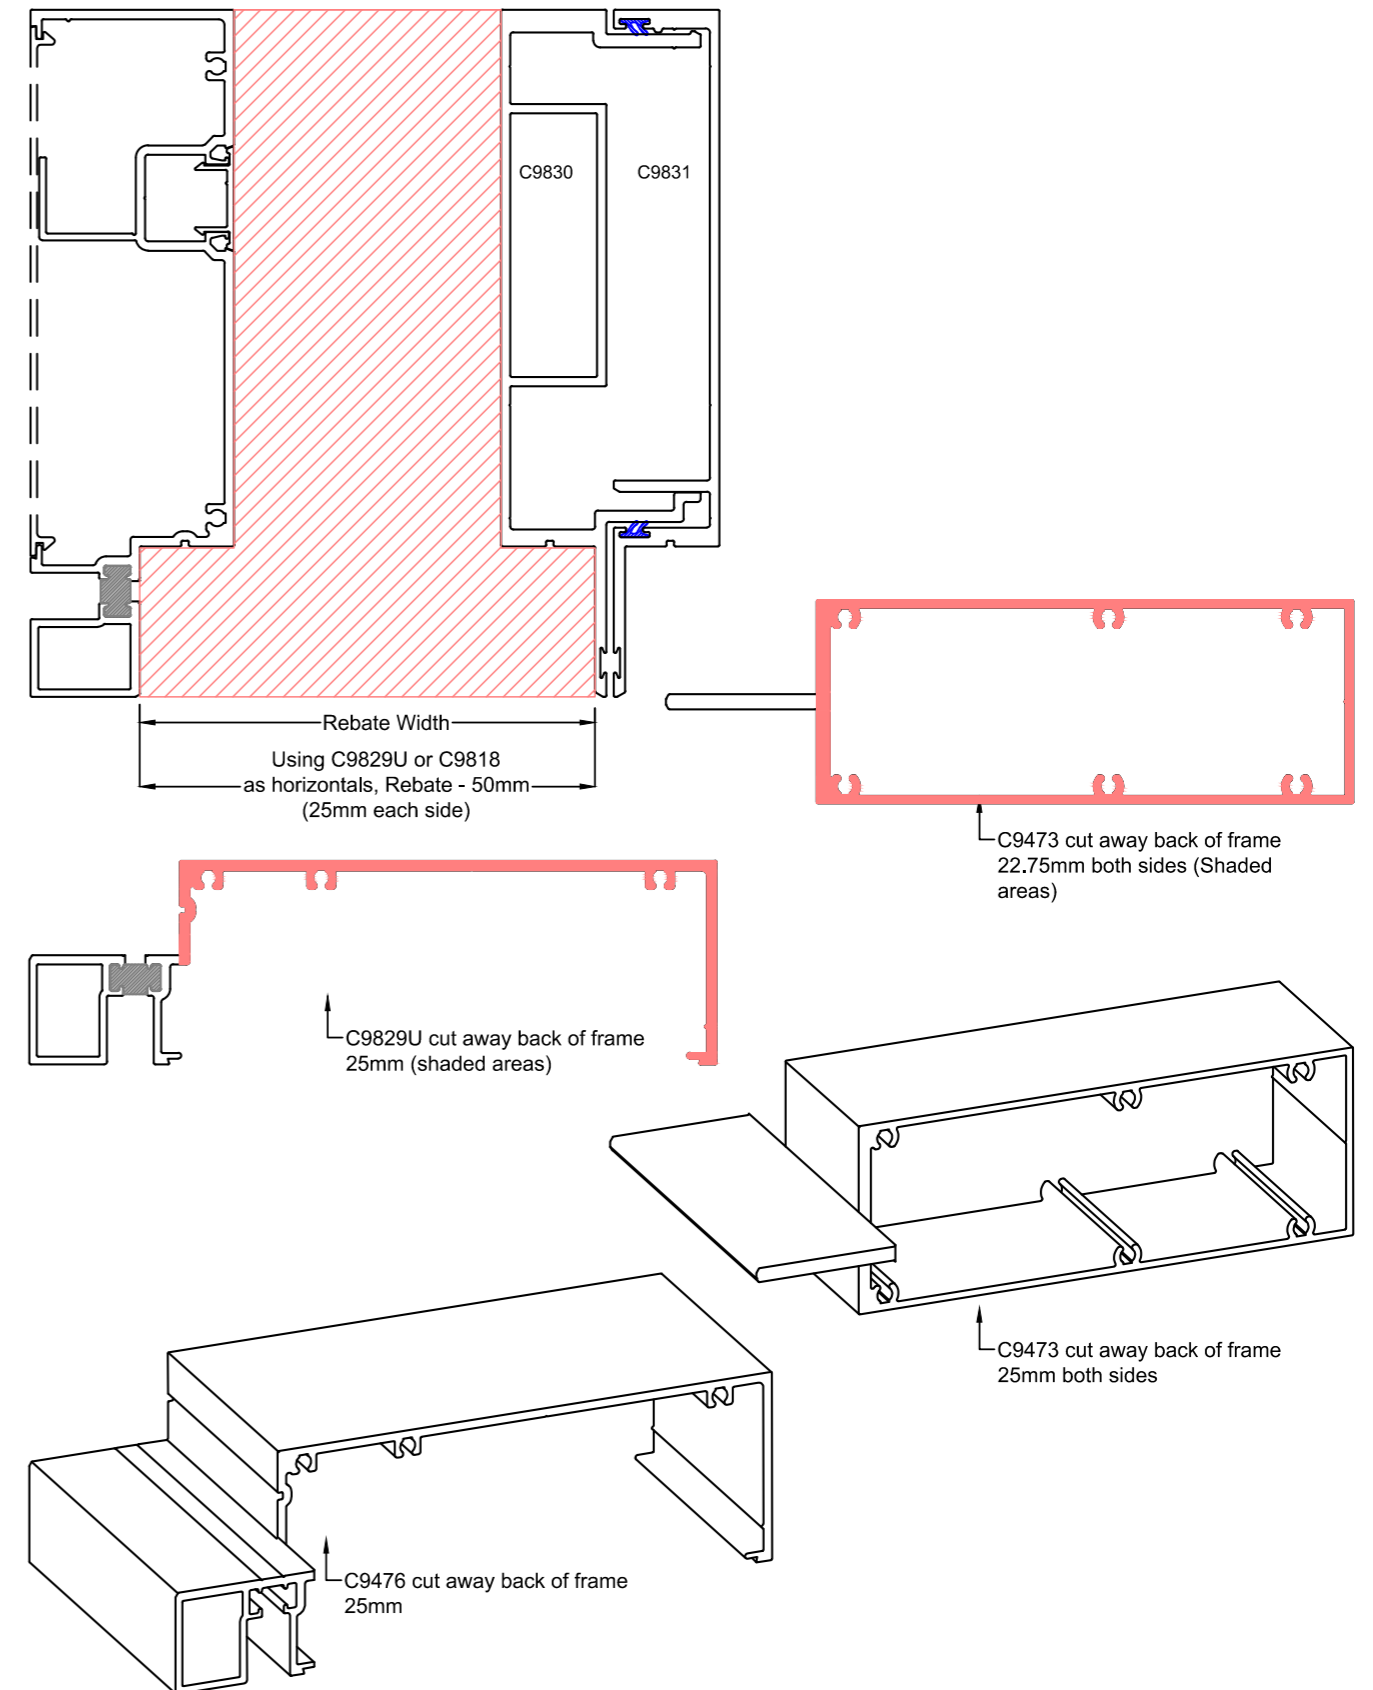 C9830
C9831
Rebate Width
Using C9829U or C9818
as horizontals, Rebate - 50mm
(25mm each side)
C9473 cut away back of frame
22.75mm both sides (Shaded
areas)
C9829U cut away back of frame
25mm (shaded areas)
C9473 cut away back of frame
25mm both sides
C9476 cut away back of frame
25mm